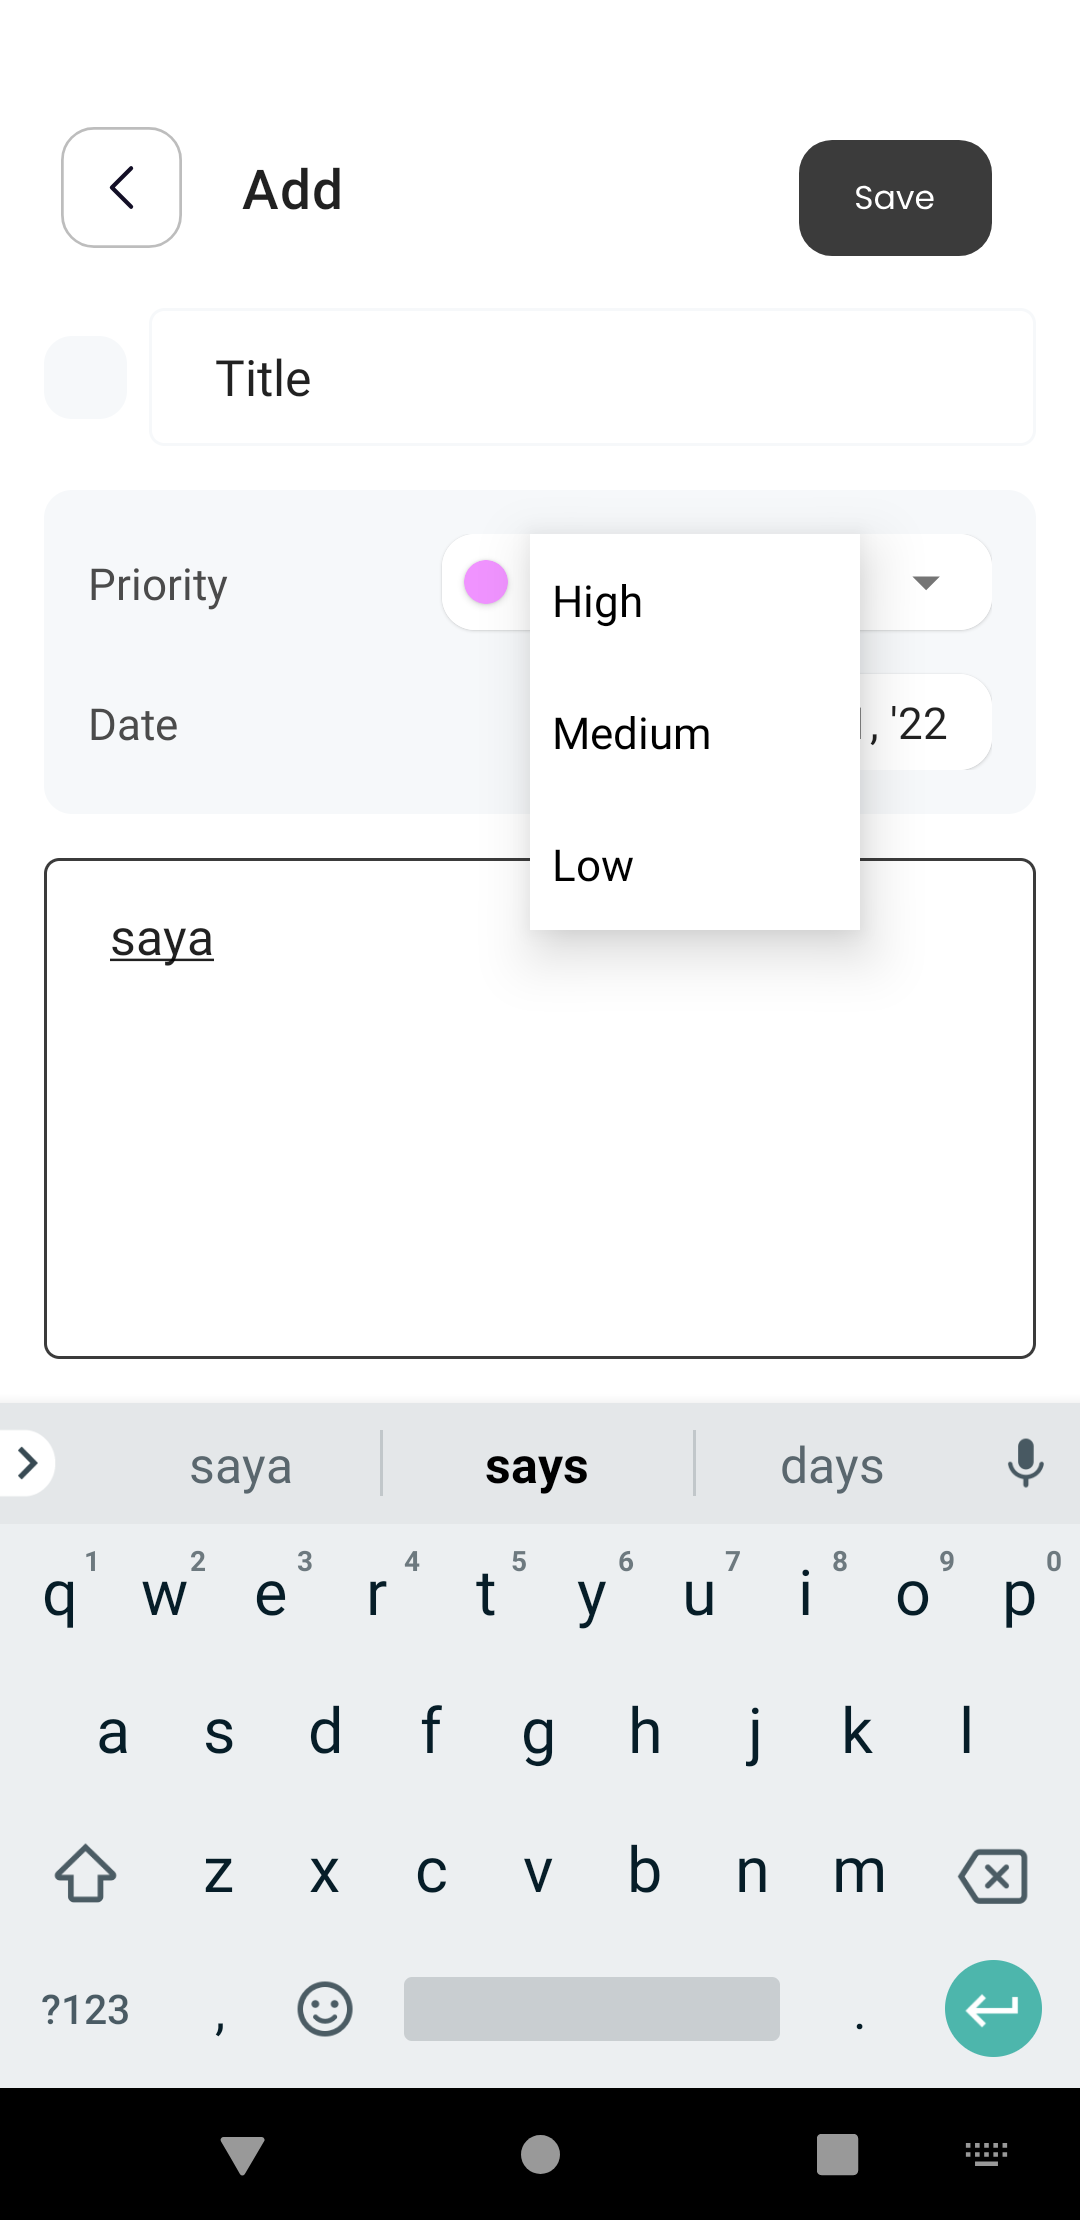 Add
Save
Title
Priority
High
Medium
Date
, '22
Low
saya
saya says days
1 2 3 4 5 6 7 8 9 0
q w e r t y u i o p
a s d f g h j k l
z x c v b n m
?123 , .